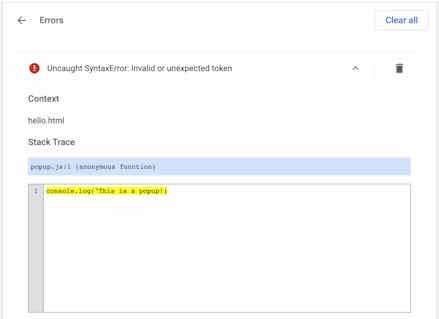 Errors
Clear all
Uncaught SyntaxError: Invalid or unexpected token
Context
hello.html
Stack Trace
popup.js:1 (anonymous function)
1 console.log("This is a popup!)